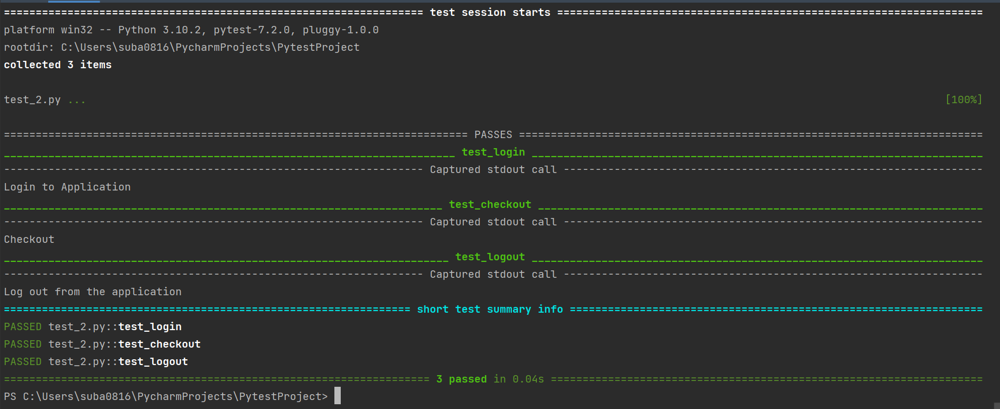 ================================================================== test session starts ===================================================================
platform win32 -- Python 3.10.2, pytest-7.2.0, pluggy-1.0.0
rootdir: C:\Users\suba0816\PycharmProjects\PytestProject
collected 3 items
test_2.py ... [100%]
========================================================================= PASSES =========================================================================
_______________________________________________________________________ test_login _______________________________________________________________________
------------------------------------------------------------------ Captured stdout call ------------------------------------------------------------------
Login to Application
_____________________________________________________________________ test_checkout ______________________________________________________________________
------------------------------------------------------------------ Captured stdout call ------------------------------------------------------------------
Checkout
______________________________________________________________________ test_logout _______________________________________________________________________
------------------------------------------------------------------ Captured stdout call ------------------------------------------------------------------
Log out from the application
================================================================ short test summary info =================================================================
PASSED test_2.py::test_login
PASSED test_2.py::test_checkout
PASSED test_2.py::test_logout
=================================================================== 3 passed in 0.04s ====================================================================
PS C:\Users\suba0816\PycharmProjects\PytestProject>